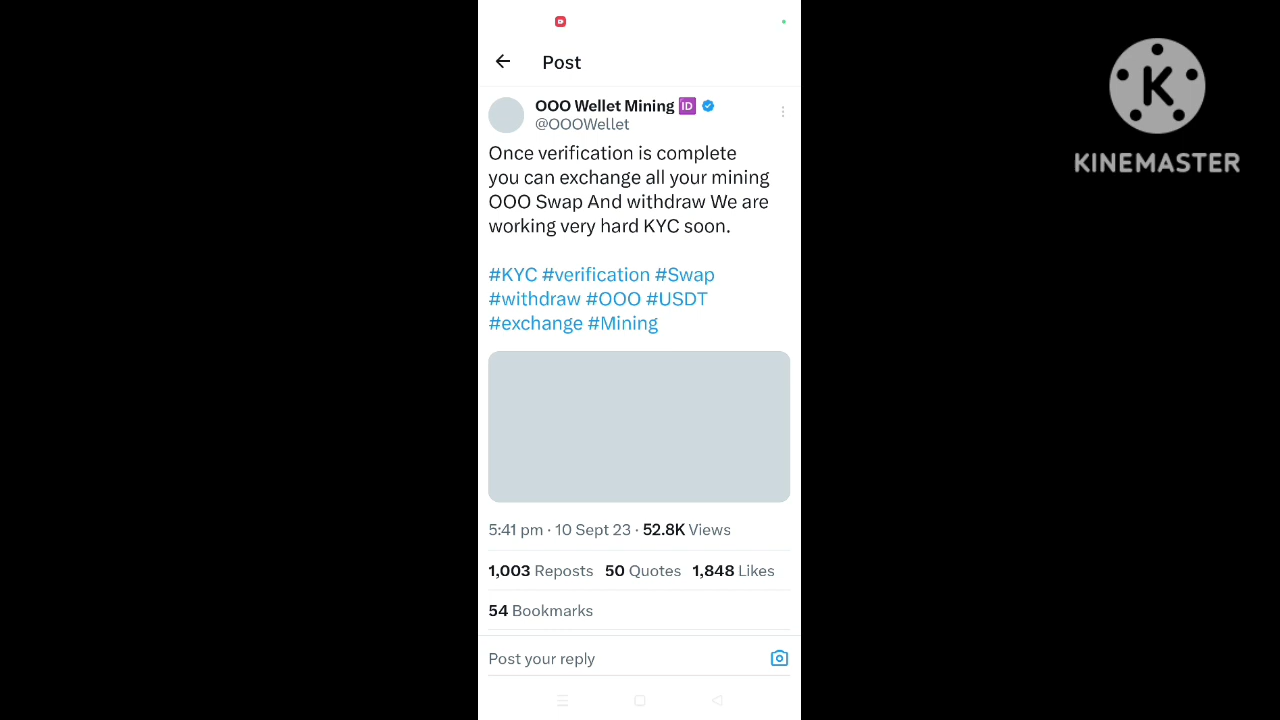 Post
OOO Wellet Mining 🆔
@OOOWellet
Once verification is complete
you can exchange all your mining
OOO Swap And withdraw We are
working very hard KYC soon.
#KYC #verification #Swap
#withdraw #OOO #USDT
#exchange #Mining
5:41 pm · 10 Sept 23 · 52.8K Views
1,003 Reposts 50 Quotes 1,848 Likes
54 Bookmarks
Post your reply
K
KINEMASTER